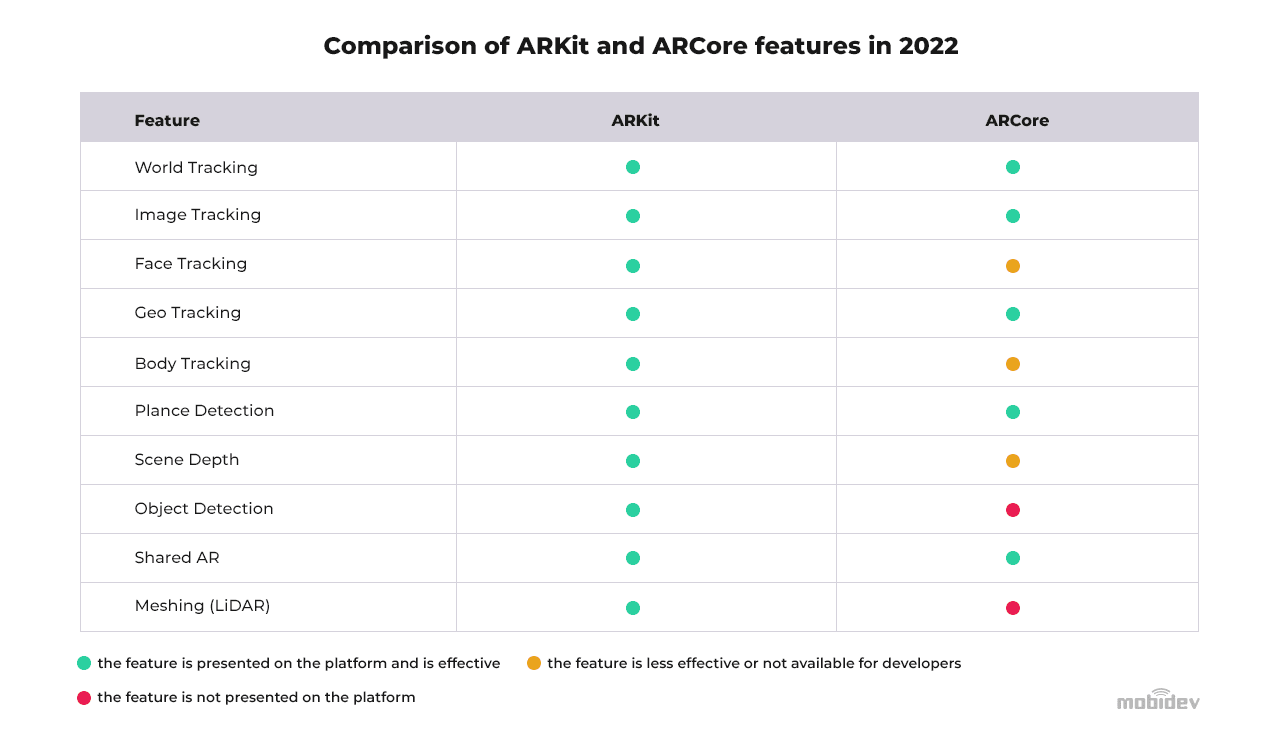 Comparison of ARKit and ARCore features in 2022
Feature ARKit ARCore
World Tracking
Image Tracking
Face Tracking
Geo Tracking
Body Tracking
Plance Detection
Scene Depth
Object Detection
Shared AR
Meshing (LiDAR)
the feature is presented on the platform and is effective the feature is less effective or not available for developers
the feature is not presented on the platform
mobidev